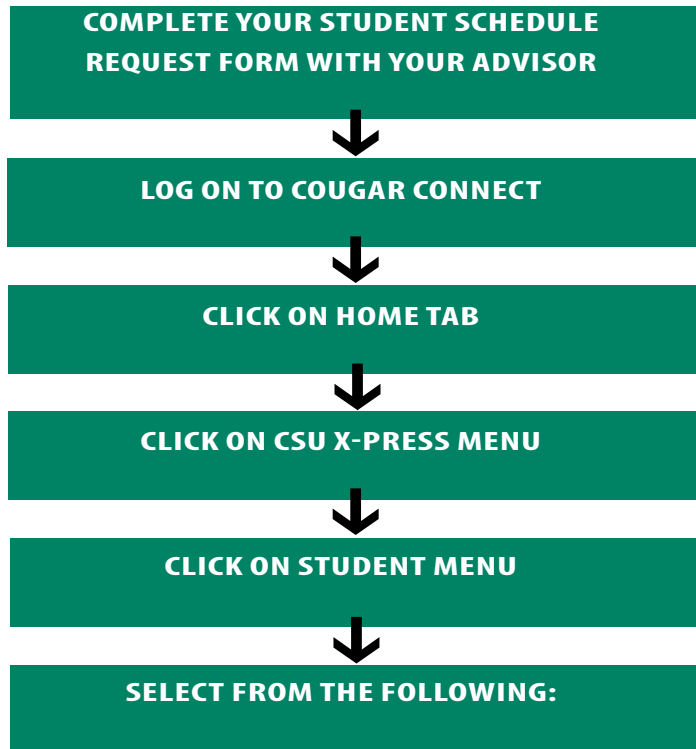 COMPLETE YOUR STUDENT SCHEDULE
REQUEST FORM WITH YOUR ADVISOR
LOG ON TO COUGAR CONNECT
CLICK ON HOME TAB
CLICK ON CSU X-PRESS MENU
CLICK ON STUDENT MENU
SELECT FROM THE FOLLOWING: